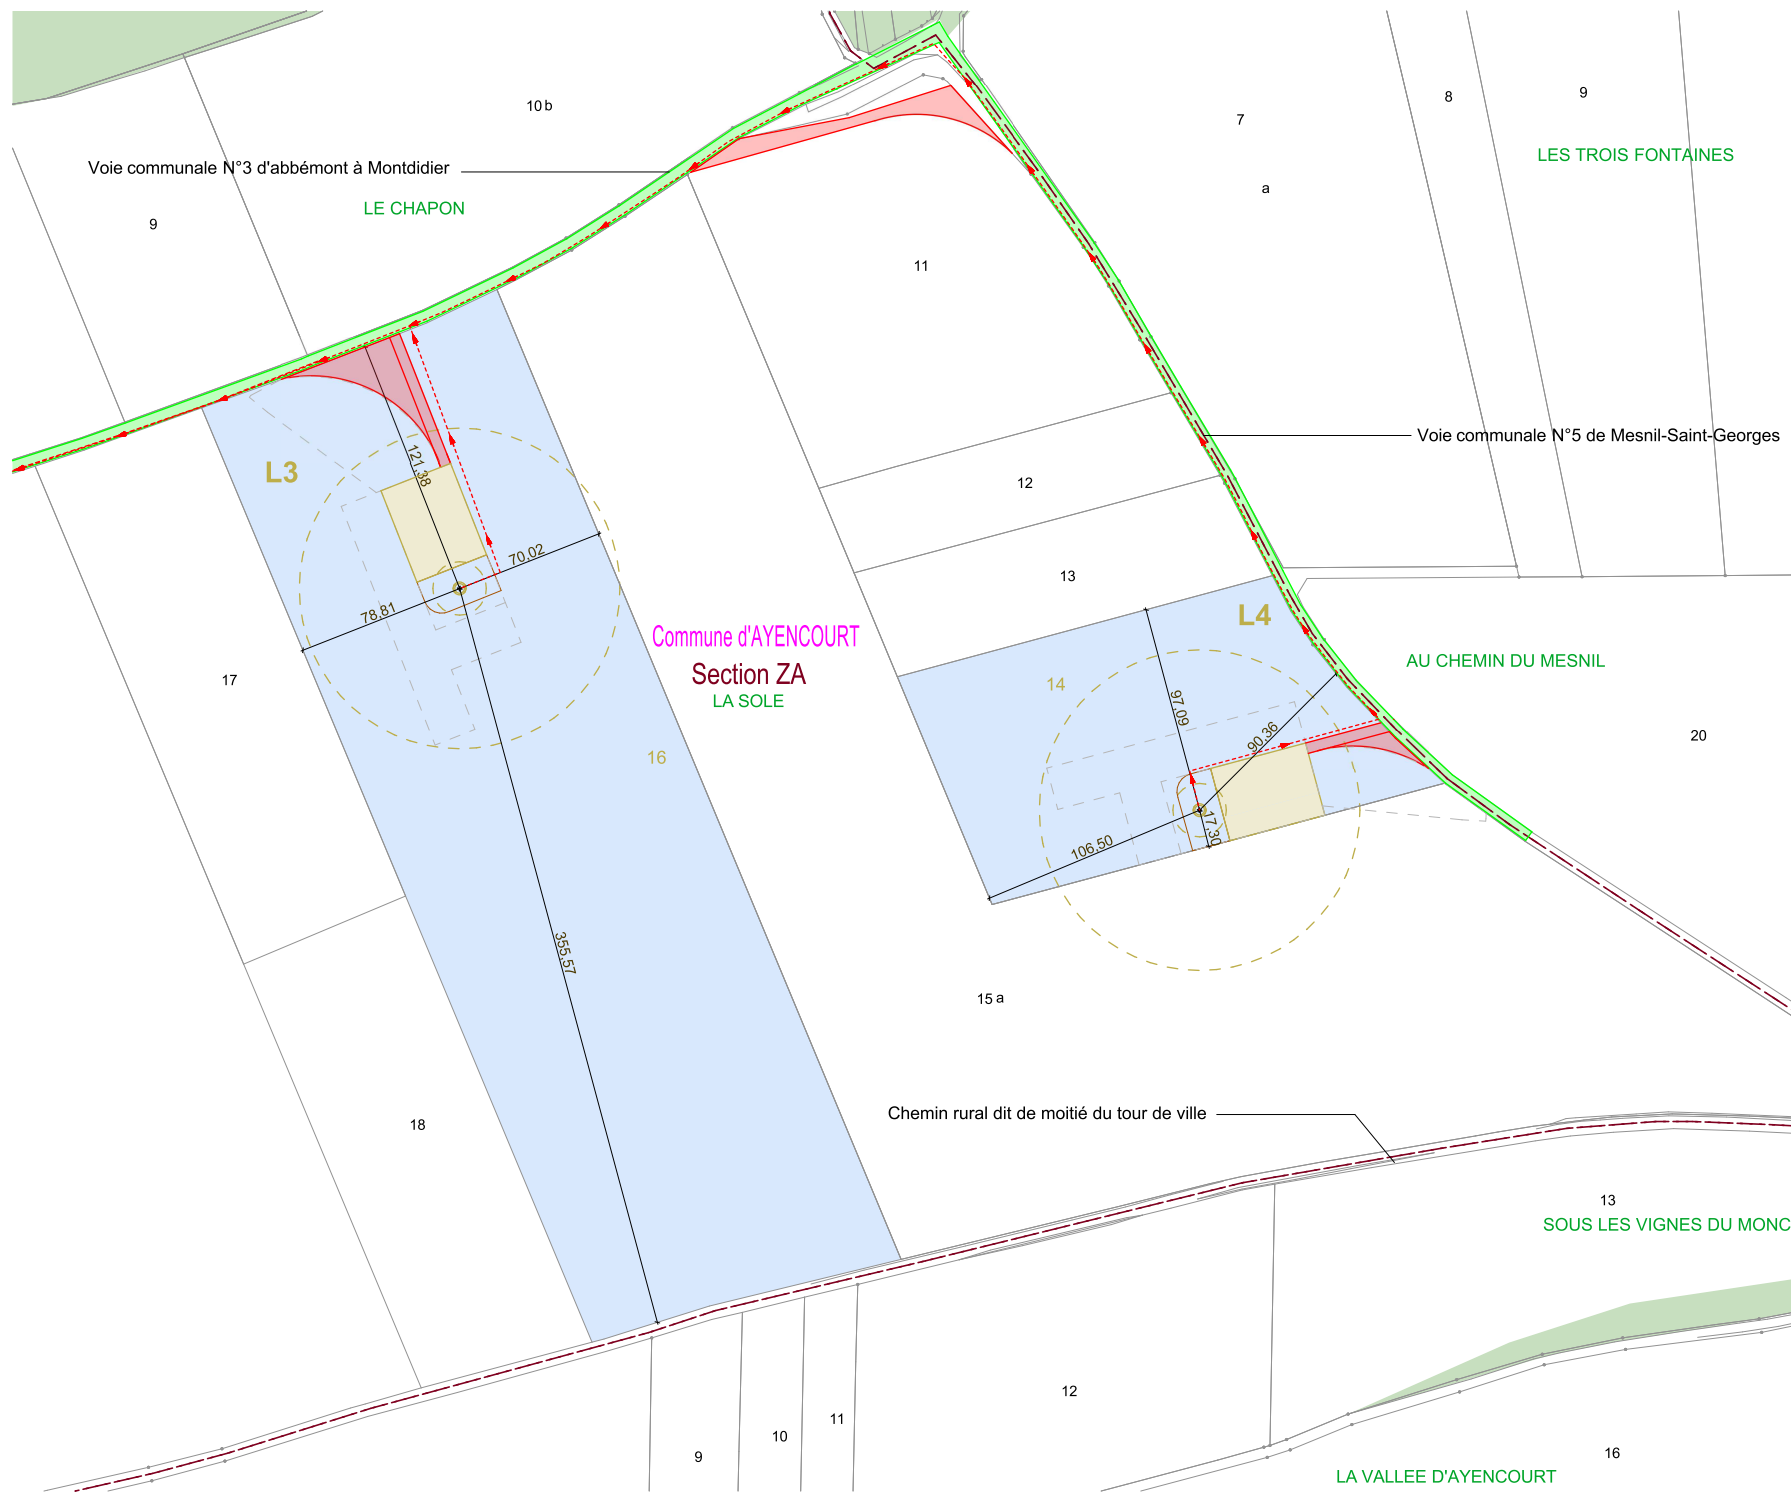 10 b
8
9
7
LES TROIS FONTAINES
Voie communale N°3 d'abbémont à Montdidier
a
LE CHAPON
9
11
Voie communale N°5 de Mesnil-Saint-Georges
L3
121,38
12
70,02
13
78,81
L4
Commune d'AYENCOURT
Section ZA
LA SOLE
AU CHEMIN DU MESNIL
17
14
97,09
90,36
20
16
17,30
106,50
355,57
15 a
Chemin rural dit de moitié du tour de ville
18
13
SOUS LES VIGNES DU MONC
12
11
10
9
16
LA VALLEE D'AYENCOURT